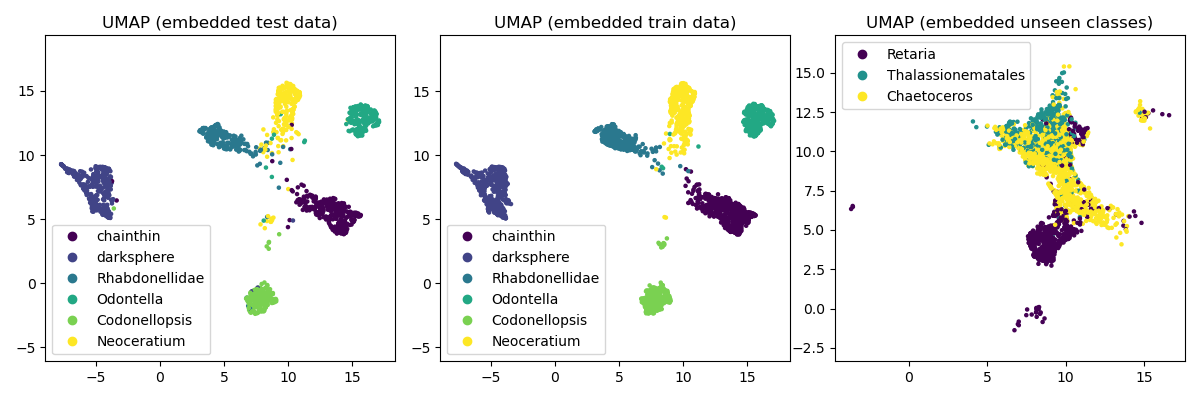 UMAP (embedded test data)
15
10
5
0
−5
−5
0
5
10
15
chainthin
darksphere
Rhabdonellidae
Odontella
Codonellopsis
Neoceratium
UMAP (embedded train data)
15
10
5
0
−5
−5
0
5
10
15
chainthin
darksphere
Rhabdonellidae
Odontella
Codonellopsis
Neoceratium
UMAP (embedded unseen classes)
15.0
12.5
10.0
7.5
5.0
2.5
0.0
−2.5
0
5
10
15
Retaria
Thalassionematales
Chaetoceros